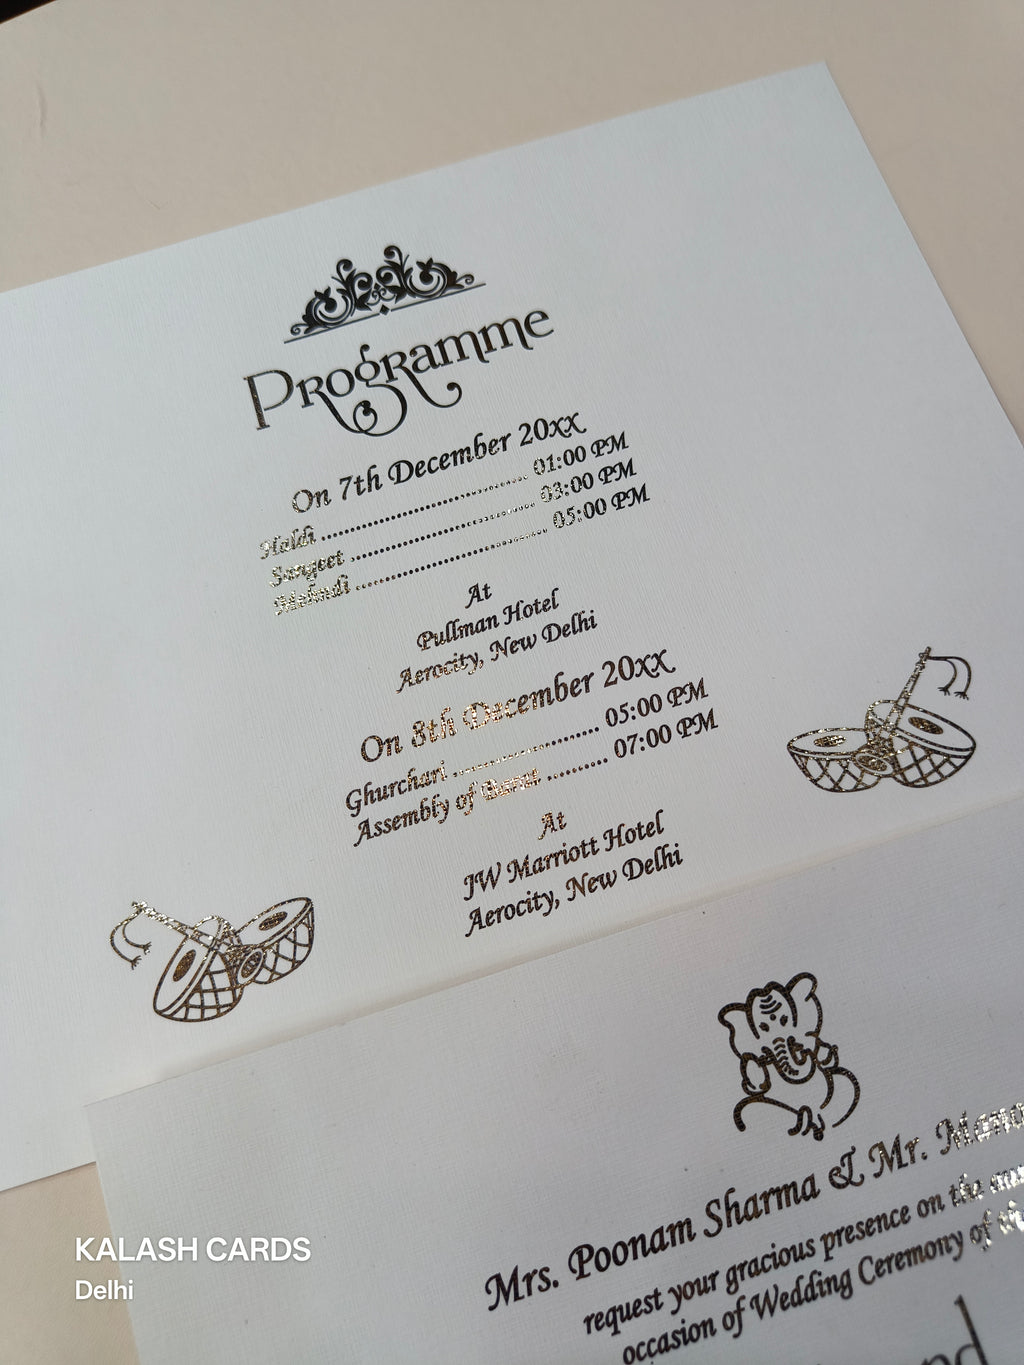 Programme
On 7th December 20xx
Haldi ........................................ 01:00 PM
Sangeet ................................... 03:00 PM
Mehndi .................................... 05:00 PM
At
Pullman Hotel
Aerocity, New Delhi
On 8th December 20xx
Ghurchari ........................... 05:00 PM
Assembly of Barat .......... 07:00 PM
At
JW Marriott Hotel
Aerocity, New Delhi
Mrs. Poonam Sharma & Mr.
request your gracious presence on the
occasion of Wedding Ceremony of
KALASH CARDS
Delhi